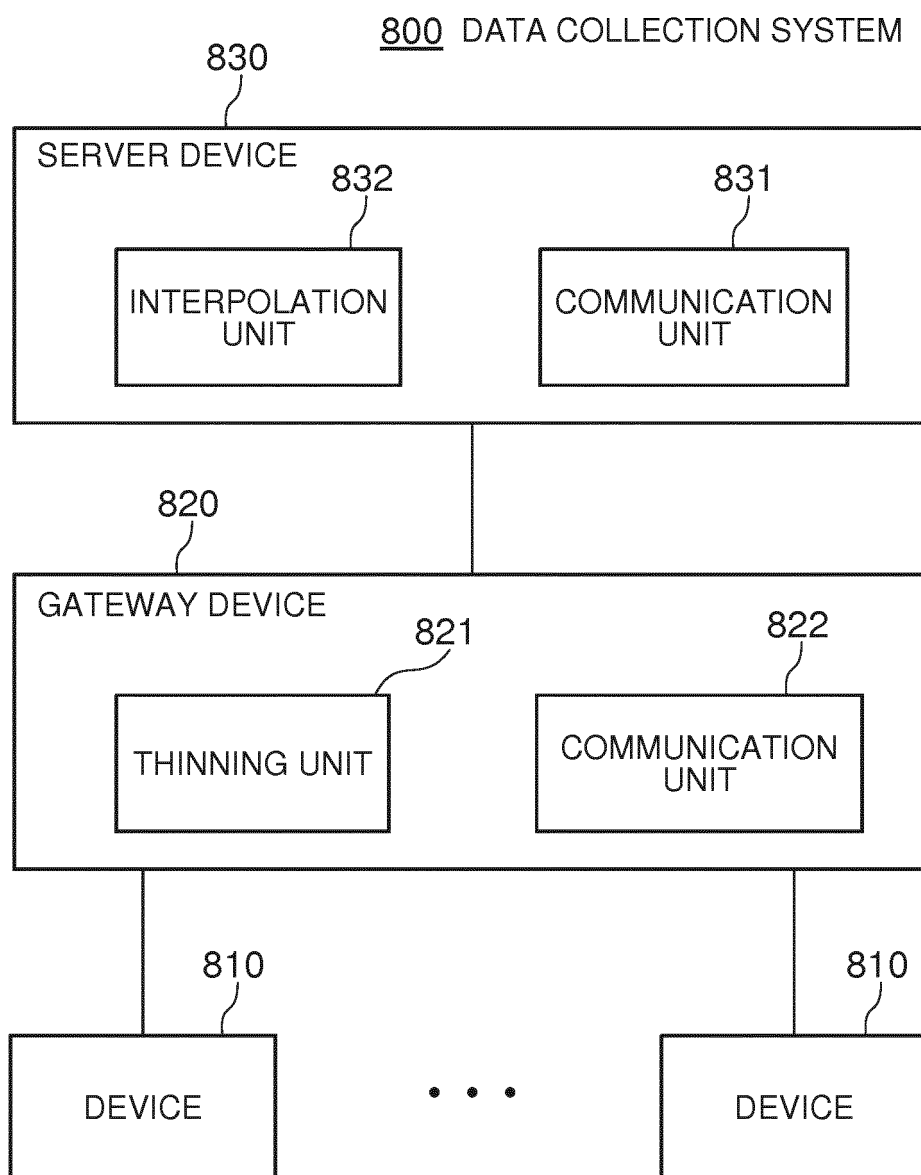 800 DATA COLLECTION SYSTEM
830
SERVER DEVICE
832
831
INTERPOLATION
UNIT
COMMUNICATION
UNIT
820
GATEWAY DEVICE
821
822
THINNING UNIT
COMMUNICATION
UNIT
810
810
DEVICE
• • •
DEVICE